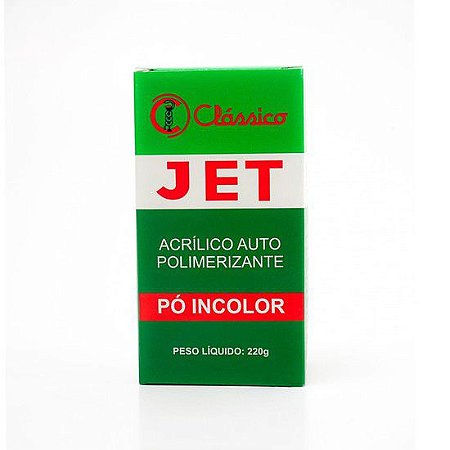 Clássico
JET
ACRÍLICO AUTO
POLIMERIZANTE
PÓ INCOLOR
PESO LÍQUIDO: 220g